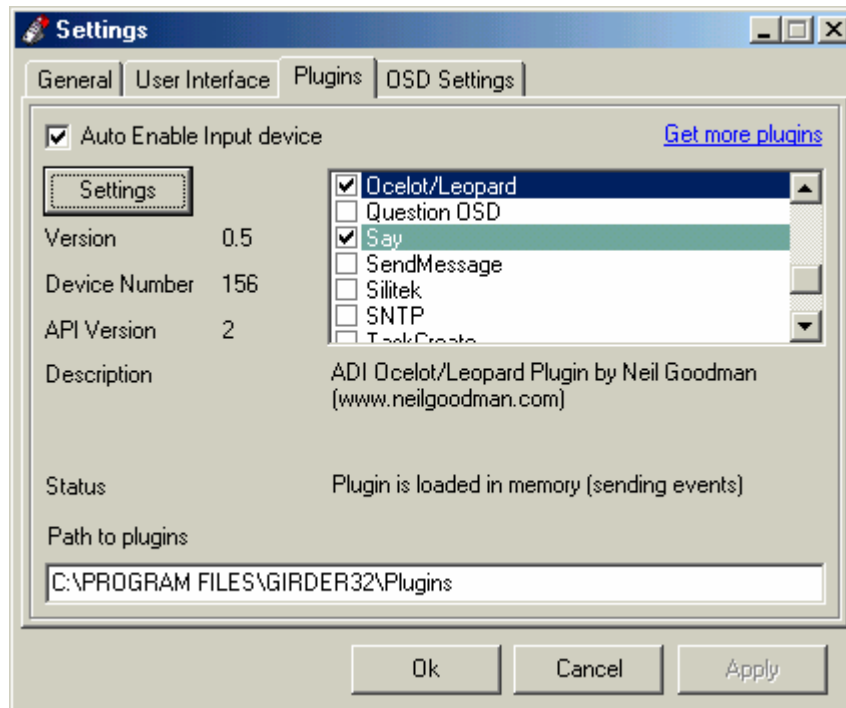 Settings
General User Interface Plugins OSD Settings
Auto Enable Input device Get more plugins
Settings
Ocelot/Leopard
Question OSD
Say
SendMessage
Silitek
SNTP
TaskCreate
Version 0.5
Device Number 156
API Version 2
Description ADI Ocelot/Leopard Plugin by Neil Goodman
(www.neilgoodman.com)
Status Plugin is loaded in memory (sending events)
Path to plugins
C:\PROGRAM FILES\GIRDER32\Plugins
Ok Cancel Apply